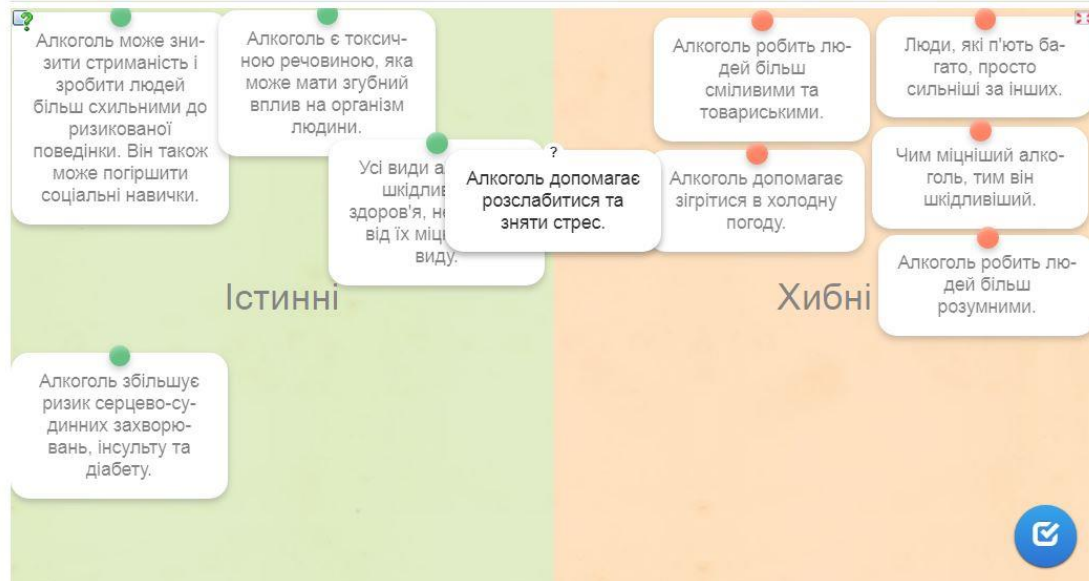 Алкоголь може зни-
зити стриманість і
зробити людей
більш схильними до
ризикованої
поведінки. Він також
може погіршити
соціальні навички.
Алкоголь є токсич-
ною речовиною, яка
може мати згубний
вплив на організм
людини.
Усі види а
шкідлив
здоров'я, не
від їх міц
виду.
?
Алкоголь допомагає
розслабитися та
зняти стрес.
Алкоголь робить лю-
дей більш
сміливими та
товариськими.
Люди, які п'ють ба-
гато, просто
сильніші за інших.
Алкоголь допомагає
зігрітися в холодну
погоду.
Чим міцніший алко-
голь, тим він
шкідливіший.
Алкоголь робить лю-
дей більш
розумними.
Істинні
Хибні
Алкоголь збільшує
ризик серцево-су-
динних захворю-
вань, інсульту та
діабету.